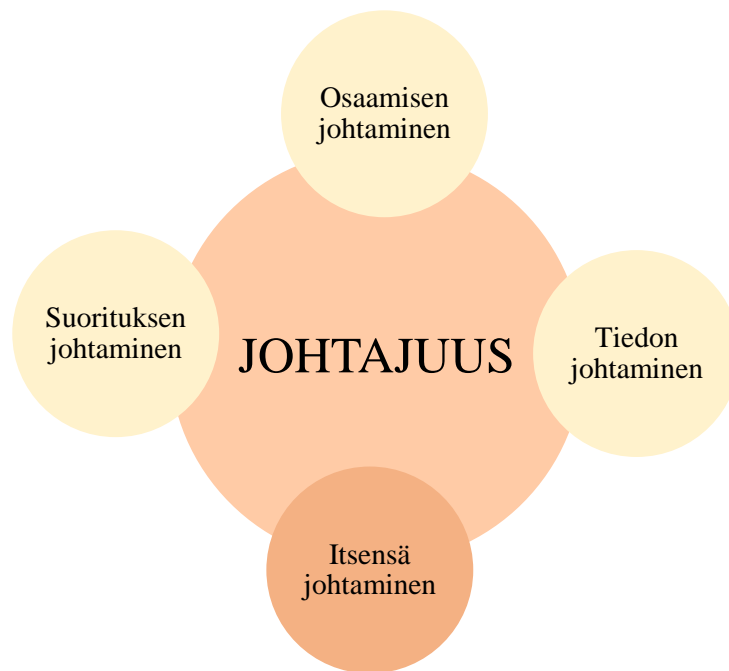 Osaamisen
johtaminen
Suorituksen
johtaminen
JOHTAJUUS
Tiedon
johtaminen
Itsensä
johtaminen